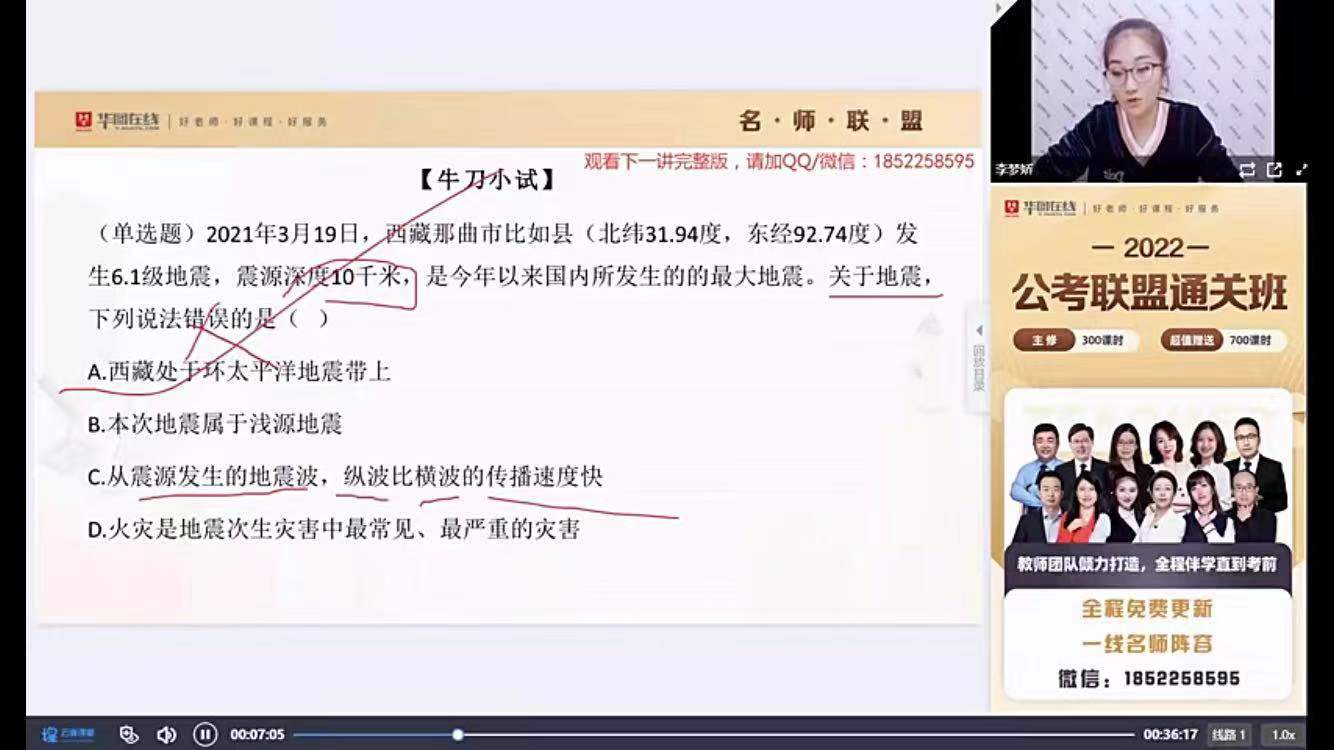 华图在线
好老师·好课程·好服务
名·师·联·盟
观看下一讲完整版，请加QQ/微信：1852258595
【牛刀小试】
（单选题）2021年3月19日，西藏那曲市比如县（北纬31.94度，东经92.74度）发
生6.1级地震，震源深度10千米，是今年以来国内所发生的的最大地震。关于地震，
下列说法错误的是（ ）
A.西藏处于环太平洋地震带上
B.本次地震属于浅源地震
C.从震源发生的地震波，纵波比横波的传播速度快
D.火灾是地震次生灾害中最常见、最严重的灾害
李梦娇
回放目录
华图在线
好老师·好课程·好服务
2022
公考联盟通关班
主修 300课时
超值赠送 700课时
教师团队倾力打造，全程伴学直到考前
全程免费更新
一线名师阵容
微信：1852258595
00:07:05
00:36:17
线路 1
1.0x